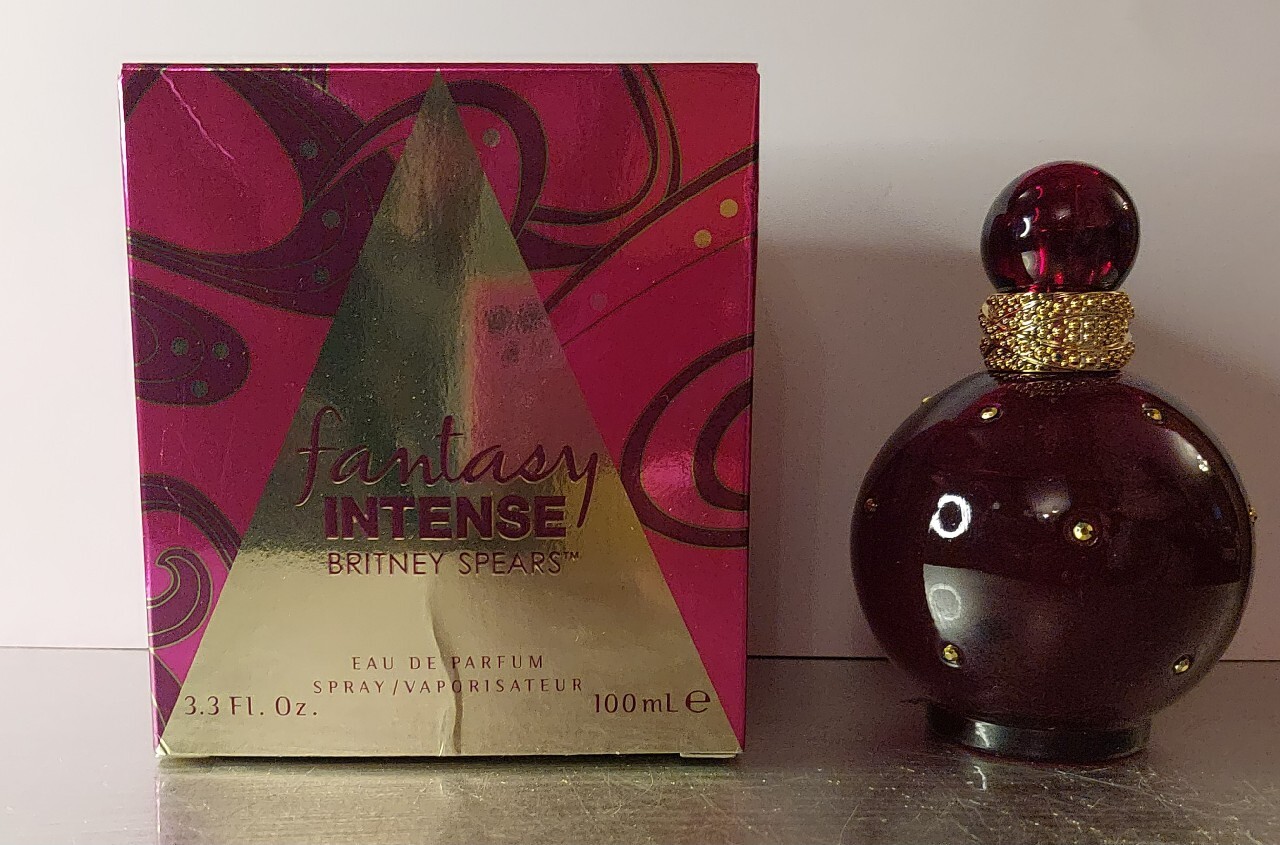 fantasy
INTENSE
BRITNEY SPEARS™
EAU DE PARFUM
SPRAY/VAPORISATEUR
3.3 Fl. Oz. 100mL ℮